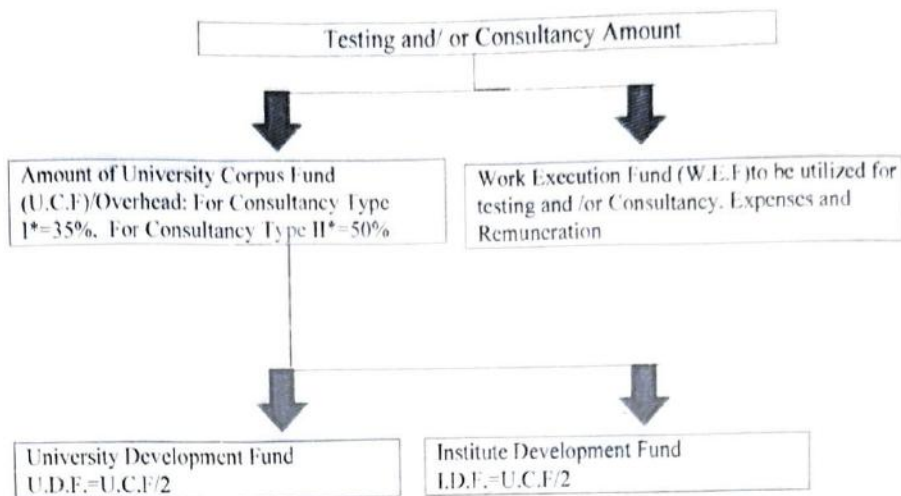 Testing and/ or Consultancy Amount
Amount of University Corpus Fund
(U.C.F)/Overhead: For Consultancy Type
I*=35%. For Consultancy Type II*=50%
Work Execution Fund (W.E.F)to be utilized for
testing and /or Consultancy. Expenses and
Remuneration
University Development Fund
U.D.F.=U.C.F/2
Institute Development Fund
I.D.F.=U.C.F/2